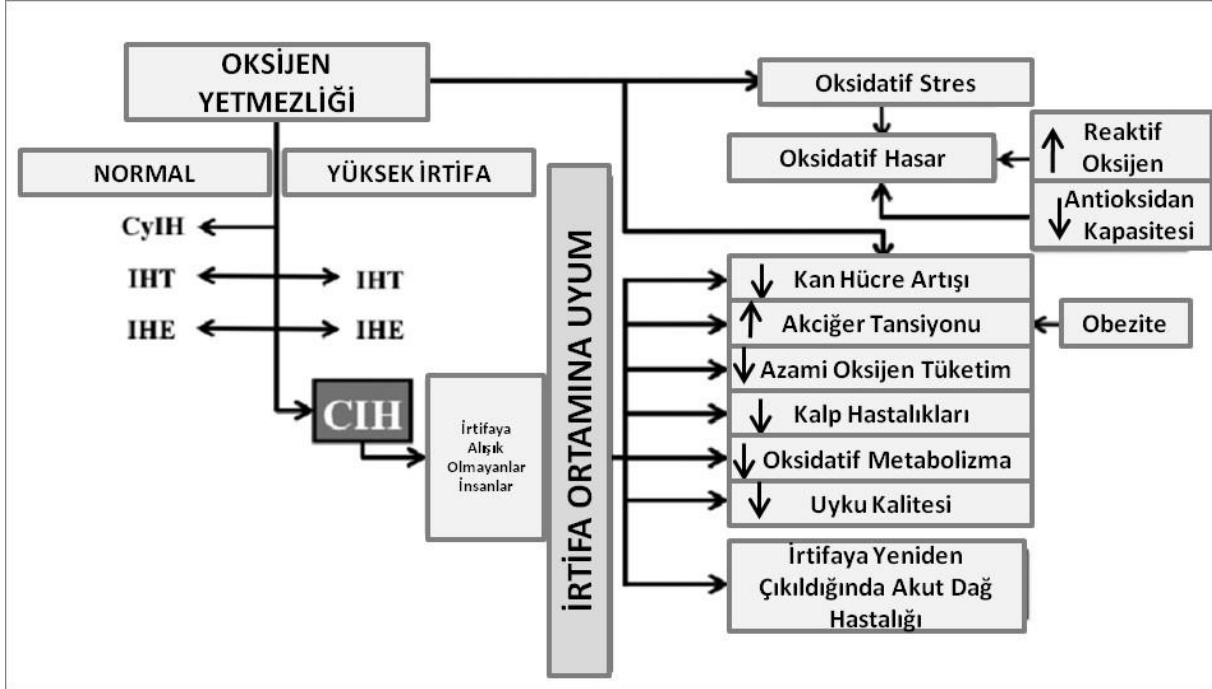 OKSİJEN
YETMEZLİĞİ
NORMAL
YÜKSEK İRTİFA
CyIH
IHT
IHT
IHE
IHE
CIH
İrtifaya
Alışık
Olmayanlar
İnsanlar
İRTİFA ORTAMINA UYUM
Oksidatif Stres
Oksidatif Hasar
Reaktif
Oksijen
Antioksidan
Kapasitesi
Kan Hücre Artışı
Akciğer Tansiyonu
Obezite
Azami Oksijen Tüketim
Kalp Hastalıkları
Oksidatif Metabolizma
Uyku Kalitesi
İrtifaya Yeniden
Çıkıldığında Akut Dağ
Hastalığı